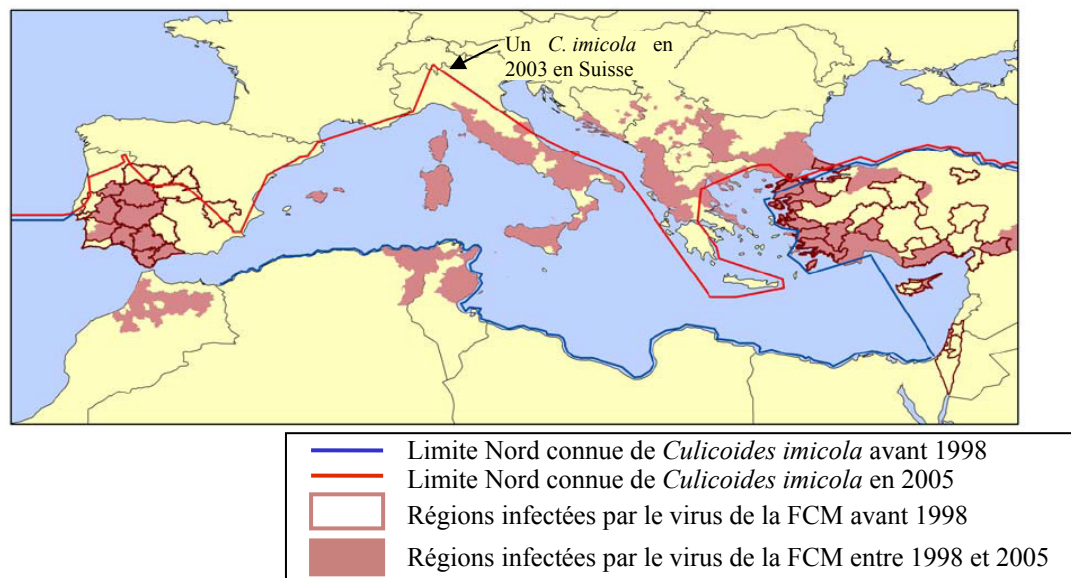 Un C. imicola en
2003 en Suisse
Limite Nord connue de Culicoides imicola avant 1998
Limite Nord connue de Culicoides imicola en 2005
Régions infectées par le virus de la FCM avant 1998
Régions infectées par le virus de la FCM entre 1998 et 2005